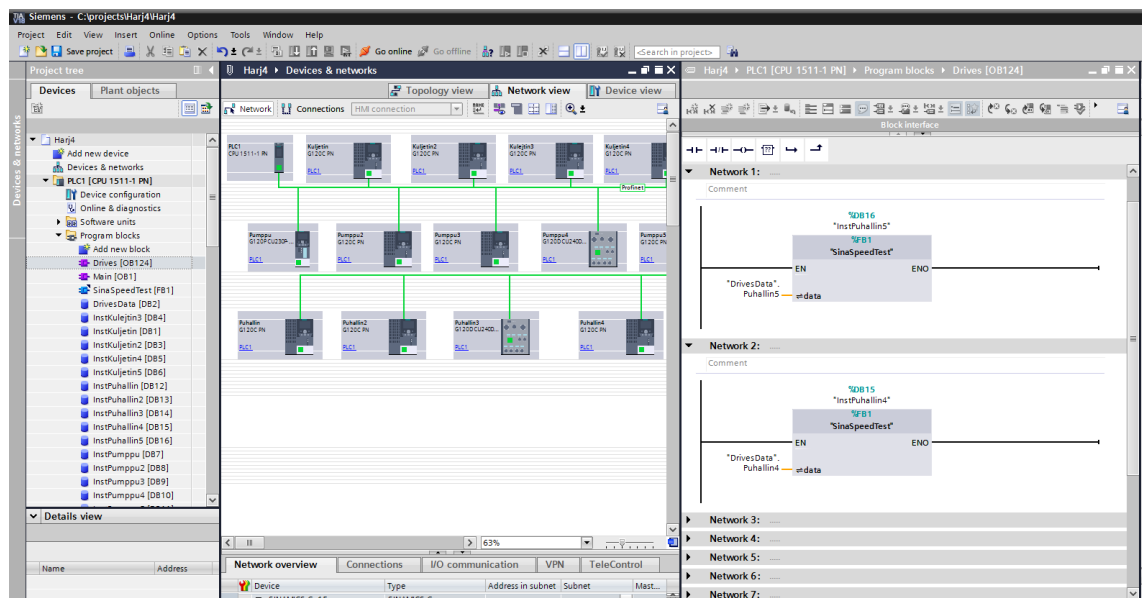 Siemens - C:\projects\Harj4\Harj4
Project Edit View Insert Online Options Tools Window Help
Save project Go online Go offline <Search in project>
Project tree
Devices Plant objects
Devices & networks
Harj4
Add new device
Devices & networks
PLC1 [CPU 1511-1 PN]
Device configuration
Online & diagnostics
Software units
Program blocks
Add new block
Drives [OB124]
Main [OB1]
SinaSpeedTest [FB1]
DrivesData [DB2]
InstKulejtin3 [DB4]
InstKuljetin [DB1]
InstKuljetin2 [DB3]
InstKuljetin4 [DB5]
InstKuljetin5 [DB6]
InstPuhallin [DB12]
InstPuhallin2 [DB13]
InstPuhallin3 [DB14]
InstPuhallin4 [DB15]
InstPuhallin5 [DB16]
InstPumppu [DB7]
InstPumppu2 [DB8]
InstPumppu3 [DB9]
InstPumppu4 [DB10]
Details view
Name Address
Harj4 Devices & networks
Topology view Network view Device view
Network Connections HMI connection
PLC1
CPU 1511-1 PN
Kuljetin
G120C PN
PLC1
Kuljetin2
G120C PN
PLC1
Kulejtin3
G120C PN
PLC1
Kuljetin4
G120C PN
PLC1
Profinet
Pumppu
G120P CU230P-...
PLC1
Pumppu2
G120C PN
PLC1
Pumppu3
G120C PN
PLC1
Pumppu4
G120D CU240D...
PLC1
Pumppu5
G120C PN
PLC1
Puhallin
G120C PN
PLC1
Puhallin2
G120C PN
PLC1
Puhallin3
G120D CU240D...
PLC1
Puhallin4
G120C PN
PLC1
63%
Network overview Connections I/O communication VPN TeleControl
Device Type Address in subnet Subnet Mast...
Harj4 PLC1 [CPU 1511-1 PN] Program blocks Drives [OB124]
Block interface
Network 1: .....
Comment
%DB16
"InstPuhallin5"
%FB1
"SinaSpeedTest"
EN ENO
"DrivesData".
Puhallin5 data
Network 2: .....
Comment
%DB15
"InstPuhallin4"
%FB1
"SinaSpeedTest"
EN ENO
"DrivesData".
Puhallin4 data
Network 3: .....
Network 4: .....
Network 5: .....
Network 6: .....
Network 7: .....